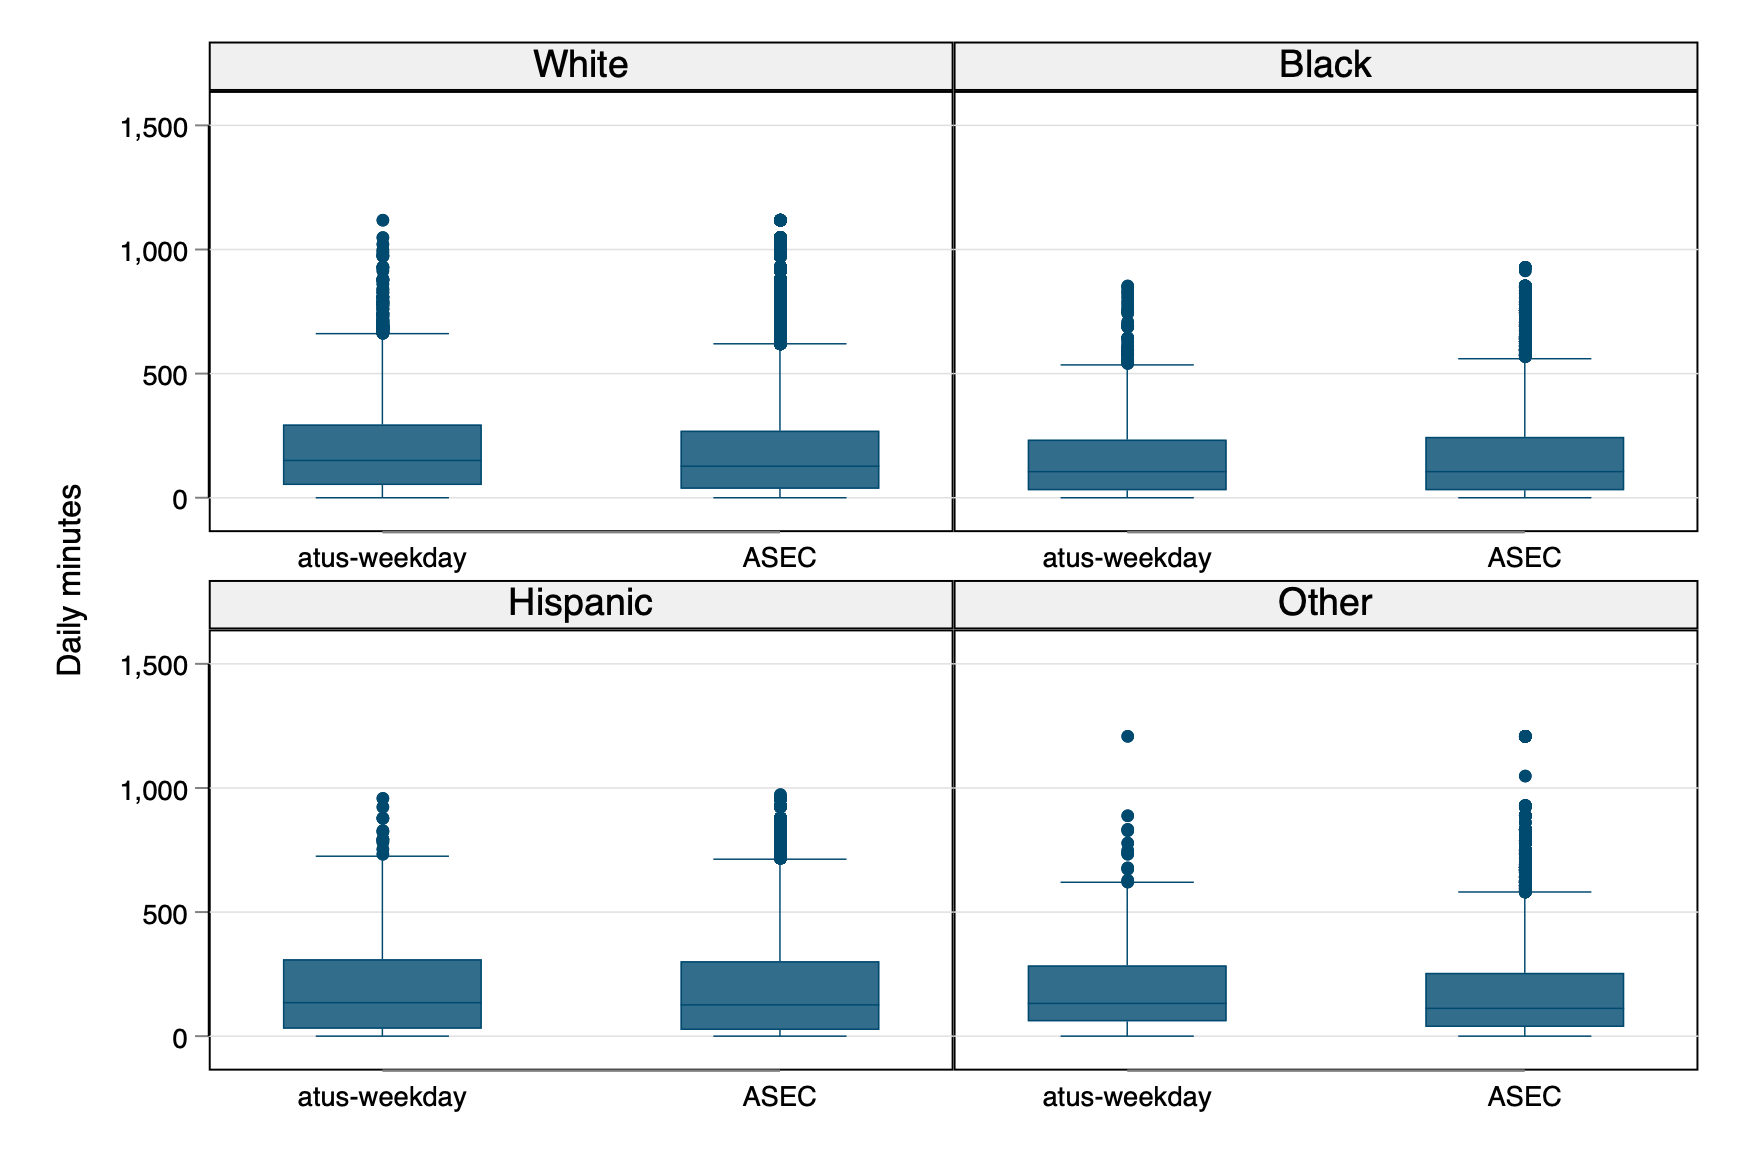 White
Black
1,500
1,000
500
0
atus-weekday
ASEC
atus-weekday
ASEC
Daily minutes
Hispanic
Other
1,500
1,000
500
0
atus-weekday
ASEC
atus-weekday
ASEC